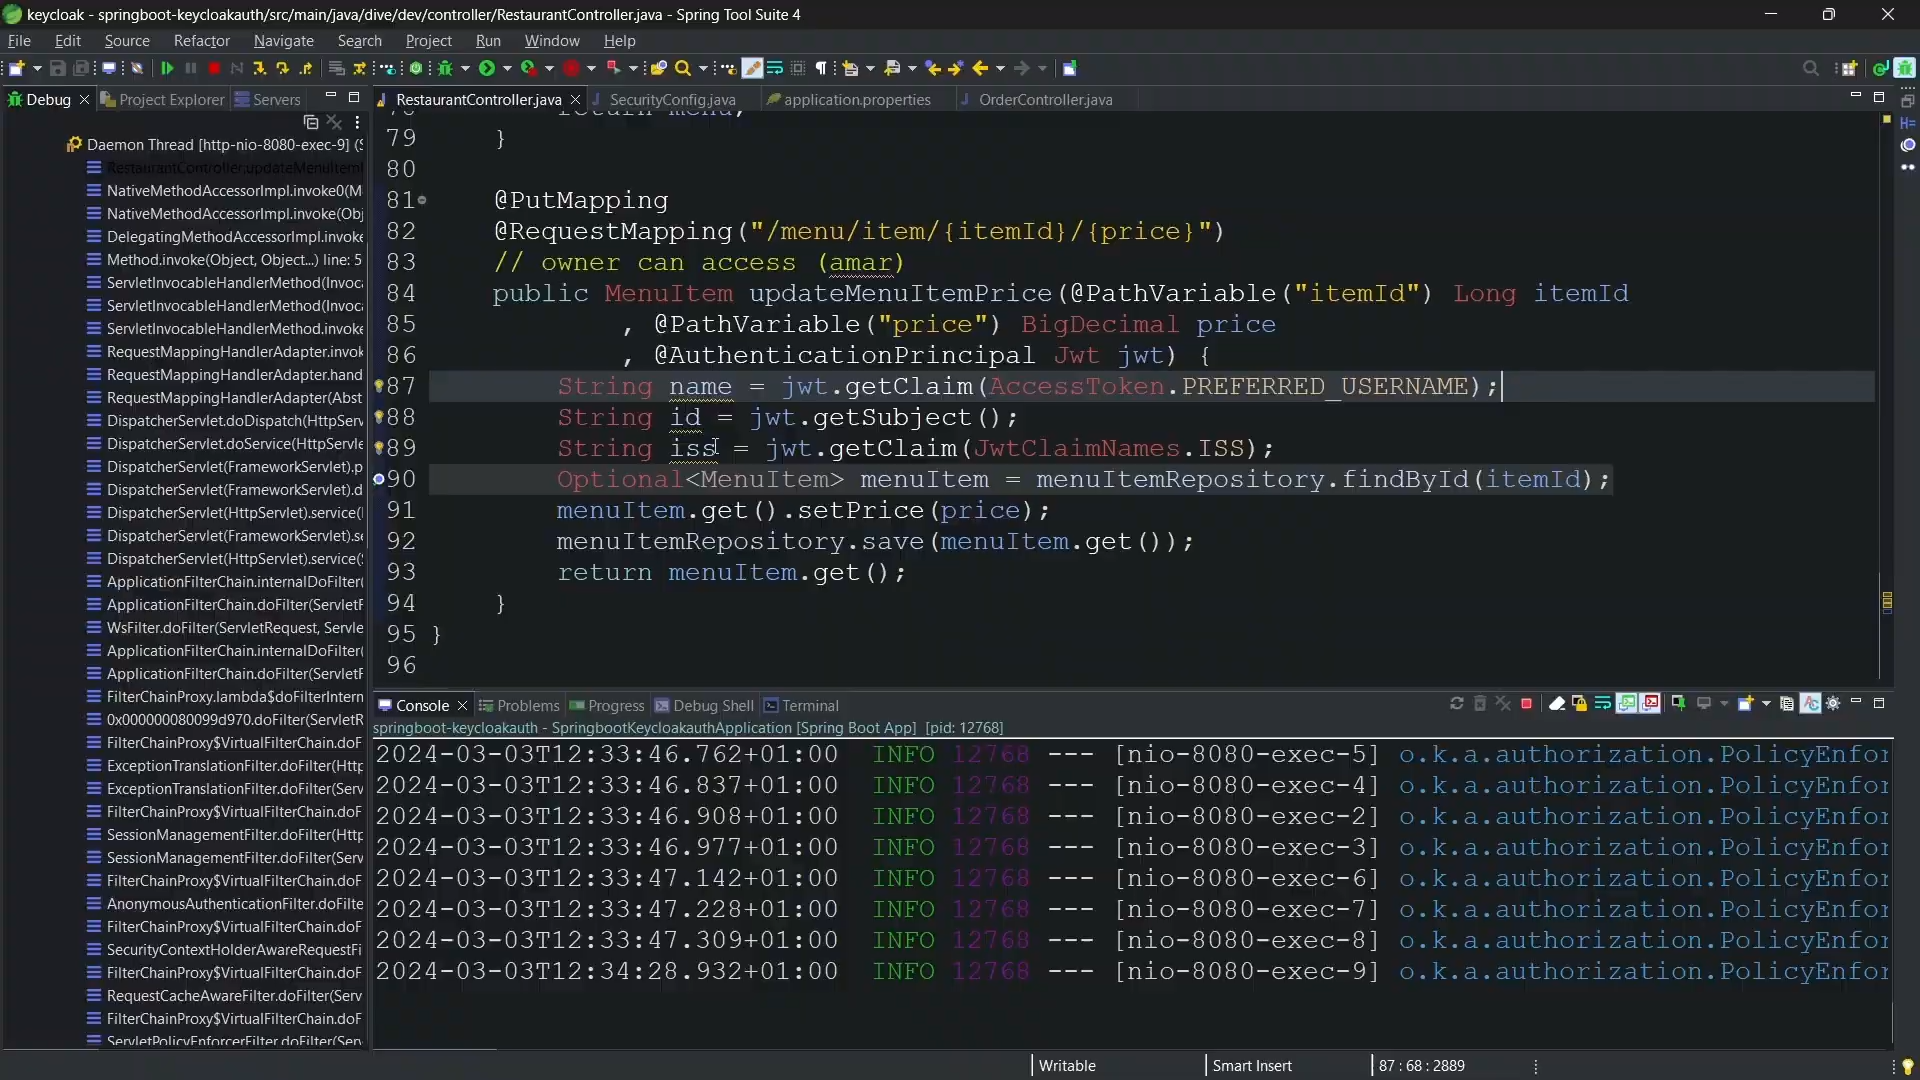 keycloak - springboot-keycloakauth/src/main/java/dive/dev/controller/RestaurantController.java - Spring Tool Suite 4
File Edit Source Refactor Navigate Search Project Run Window Help
Debug Project Explorer Servers
RestaurantController.java SecurityConfig.java application.properties OrderController.java
Daemon Thread [http-nio-8080-exec-9] (S
RestaurantController.updateMenuItemI
NativeMethodAccessorImpl.invoke0(M
NativeMethodAccessorImpl.invoke(Obj
DelegatingMethodAccessorImpl.invoke
Method.invoke(Object, Object...) line: 5
ServletInvocableHandlerMethod(Invoc
ServletInvocableHandlerMethod(Invoc
ServletInvocableHandlerMethod.invoke
RequestMappingHandlerAdapter.invok
RequestMappingHandlerAdapter.hand
RequestMappingHandlerAdapter(Abst
DispatcherServlet.doDispatch(HttpServ
DispatcherServlet.doService(HttpServle
DispatcherServlet(FrameworkServlet).p
DispatcherServlet(FrameworkServlet).d
DispatcherServlet(HttpServlet).service(
DispatcherServlet(FrameworkServlet).se
DispatcherServlet(HttpServlet).service(
ApplicationFilterChain.internalDoFilter(
ApplicationFilterChain.doFilter(ServletF
WsFilter.doFilter(ServletRequest, Servle
ApplicationFilterChain.internalDoFilter(
ApplicationFilterChain.doFilter(ServletF
FilterChainProxy.lambda$doFilterIntern
0x000000080099d970.doFilter(ServletR
FilterChainProxy$VirtualFilterChain.doF
ExceptionTranslationFilter.doFilter(Http
ExceptionTranslationFilter.doFilter(Serv
FilterChainProxy$VirtualFilterChain.doF
SessionManagementFilter.doFilter(Http
SessionManagementFilter.doFilter(Serv
FilterChainProxy$VirtualFilterChain.doF
AnonymousAuthenticationFilter.doFilte
FilterChainProxy$VirtualFilterChain.doF
SecurityContextHolderAwareRequestFi
FilterChainProxy$VirtualFilterChain.doF
RequestCacheAwareFilter.doFilter(Serv
FilterChainProxy$VirtualFilterChain.doF
ServletPolicyEnforcerFilter.doFilter(Serv
78 return menu;
79 }
80
81 @PutMapping
82 @RequestMapping("/menu/item/{itemId}/{price}")
83 // owner can access (amar)
84 public MenuItem updateMenuItemPrice(@PathVariable("itemId") Long itemId
85 , @PathVariable("price") BigDecimal price
86 , @AuthenticationPrincipal Jwt jwt) {
87 String name = jwt.getClaim(AccessToken.PREFERRED_USERNAME);
88 String id = jwt.getSubject();
89 String iss = jwt.getClaim(JwtClaimNames.ISS);
90 Optional<MenuItem> menuItem = menuItemRepository.findById(itemId);
91 menuItem.get().setPrice(price);
92 menuItemRepository.save(menuItem.get());
93 return menuItem.get();
94 }
95 }
96
Console Problems Progress Debug Shell Terminal
springboot-keycloakauth - SpringbootKeycloakauthApplication [Spring Boot App] [pid: 12768]
2024-03-03T12:33:46.762+01:00 INFO 12768 --- [nio-8080-exec-5] o.k.a.authorization.PolicyEnfor
2024-03-03T12:33:46.837+01:00 INFO 12768 --- [nio-8080-exec-4] o.k.a.authorization.PolicyEnfor
2024-03-03T12:33:46.908+01:00 INFO 12768 --- [nio-8080-exec-2] o.k.a.authorization.PolicyEnfor
2024-03-03T12:33:46.977+01:00 INFO 12768 --- [nio-8080-exec-3] o.k.a.authorization.PolicyEnfor
2024-03-03T12:33:47.142+01:00 INFO 12768 --- [nio-8080-exec-6] o.k.a.authorization.PolicyEnfor
2024-03-03T12:33:47.228+01:00 INFO 12768 --- [nio-8080-exec-7] o.k.a.authorization.PolicyEnfor
2024-03-03T12:33:47.309+01:00 INFO 12768 --- [nio-8080-exec-8] o.k.a.authorization.PolicyEnfor
2024-03-03T12:34:28.932+01:00 INFO 12768 --- [nio-8080-exec-9] o.k.a.authorization.PolicyEnfor
Writable Smart Insert 87 : 68 : 2889